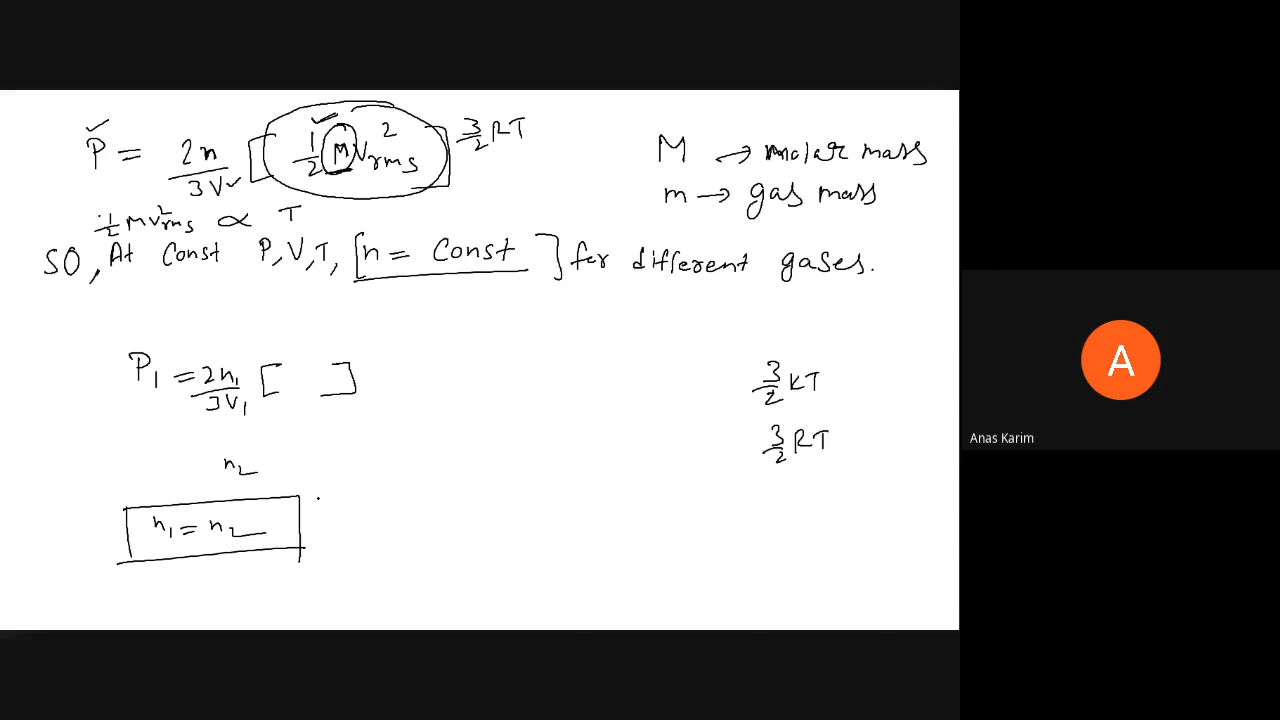 P = 2n/3V [1/2 M V²rms] 3/2 RT
M → molar mass
m → gas mass
1/2 MV²rms ∝ T
SO, At Const P,V,T, [n = Const] for different gases.
P₁ = 2n₁/3V₁ [ ]
3/2 KT
3/2 RT
n₂
n₁ = n₂
A
Anas Karim